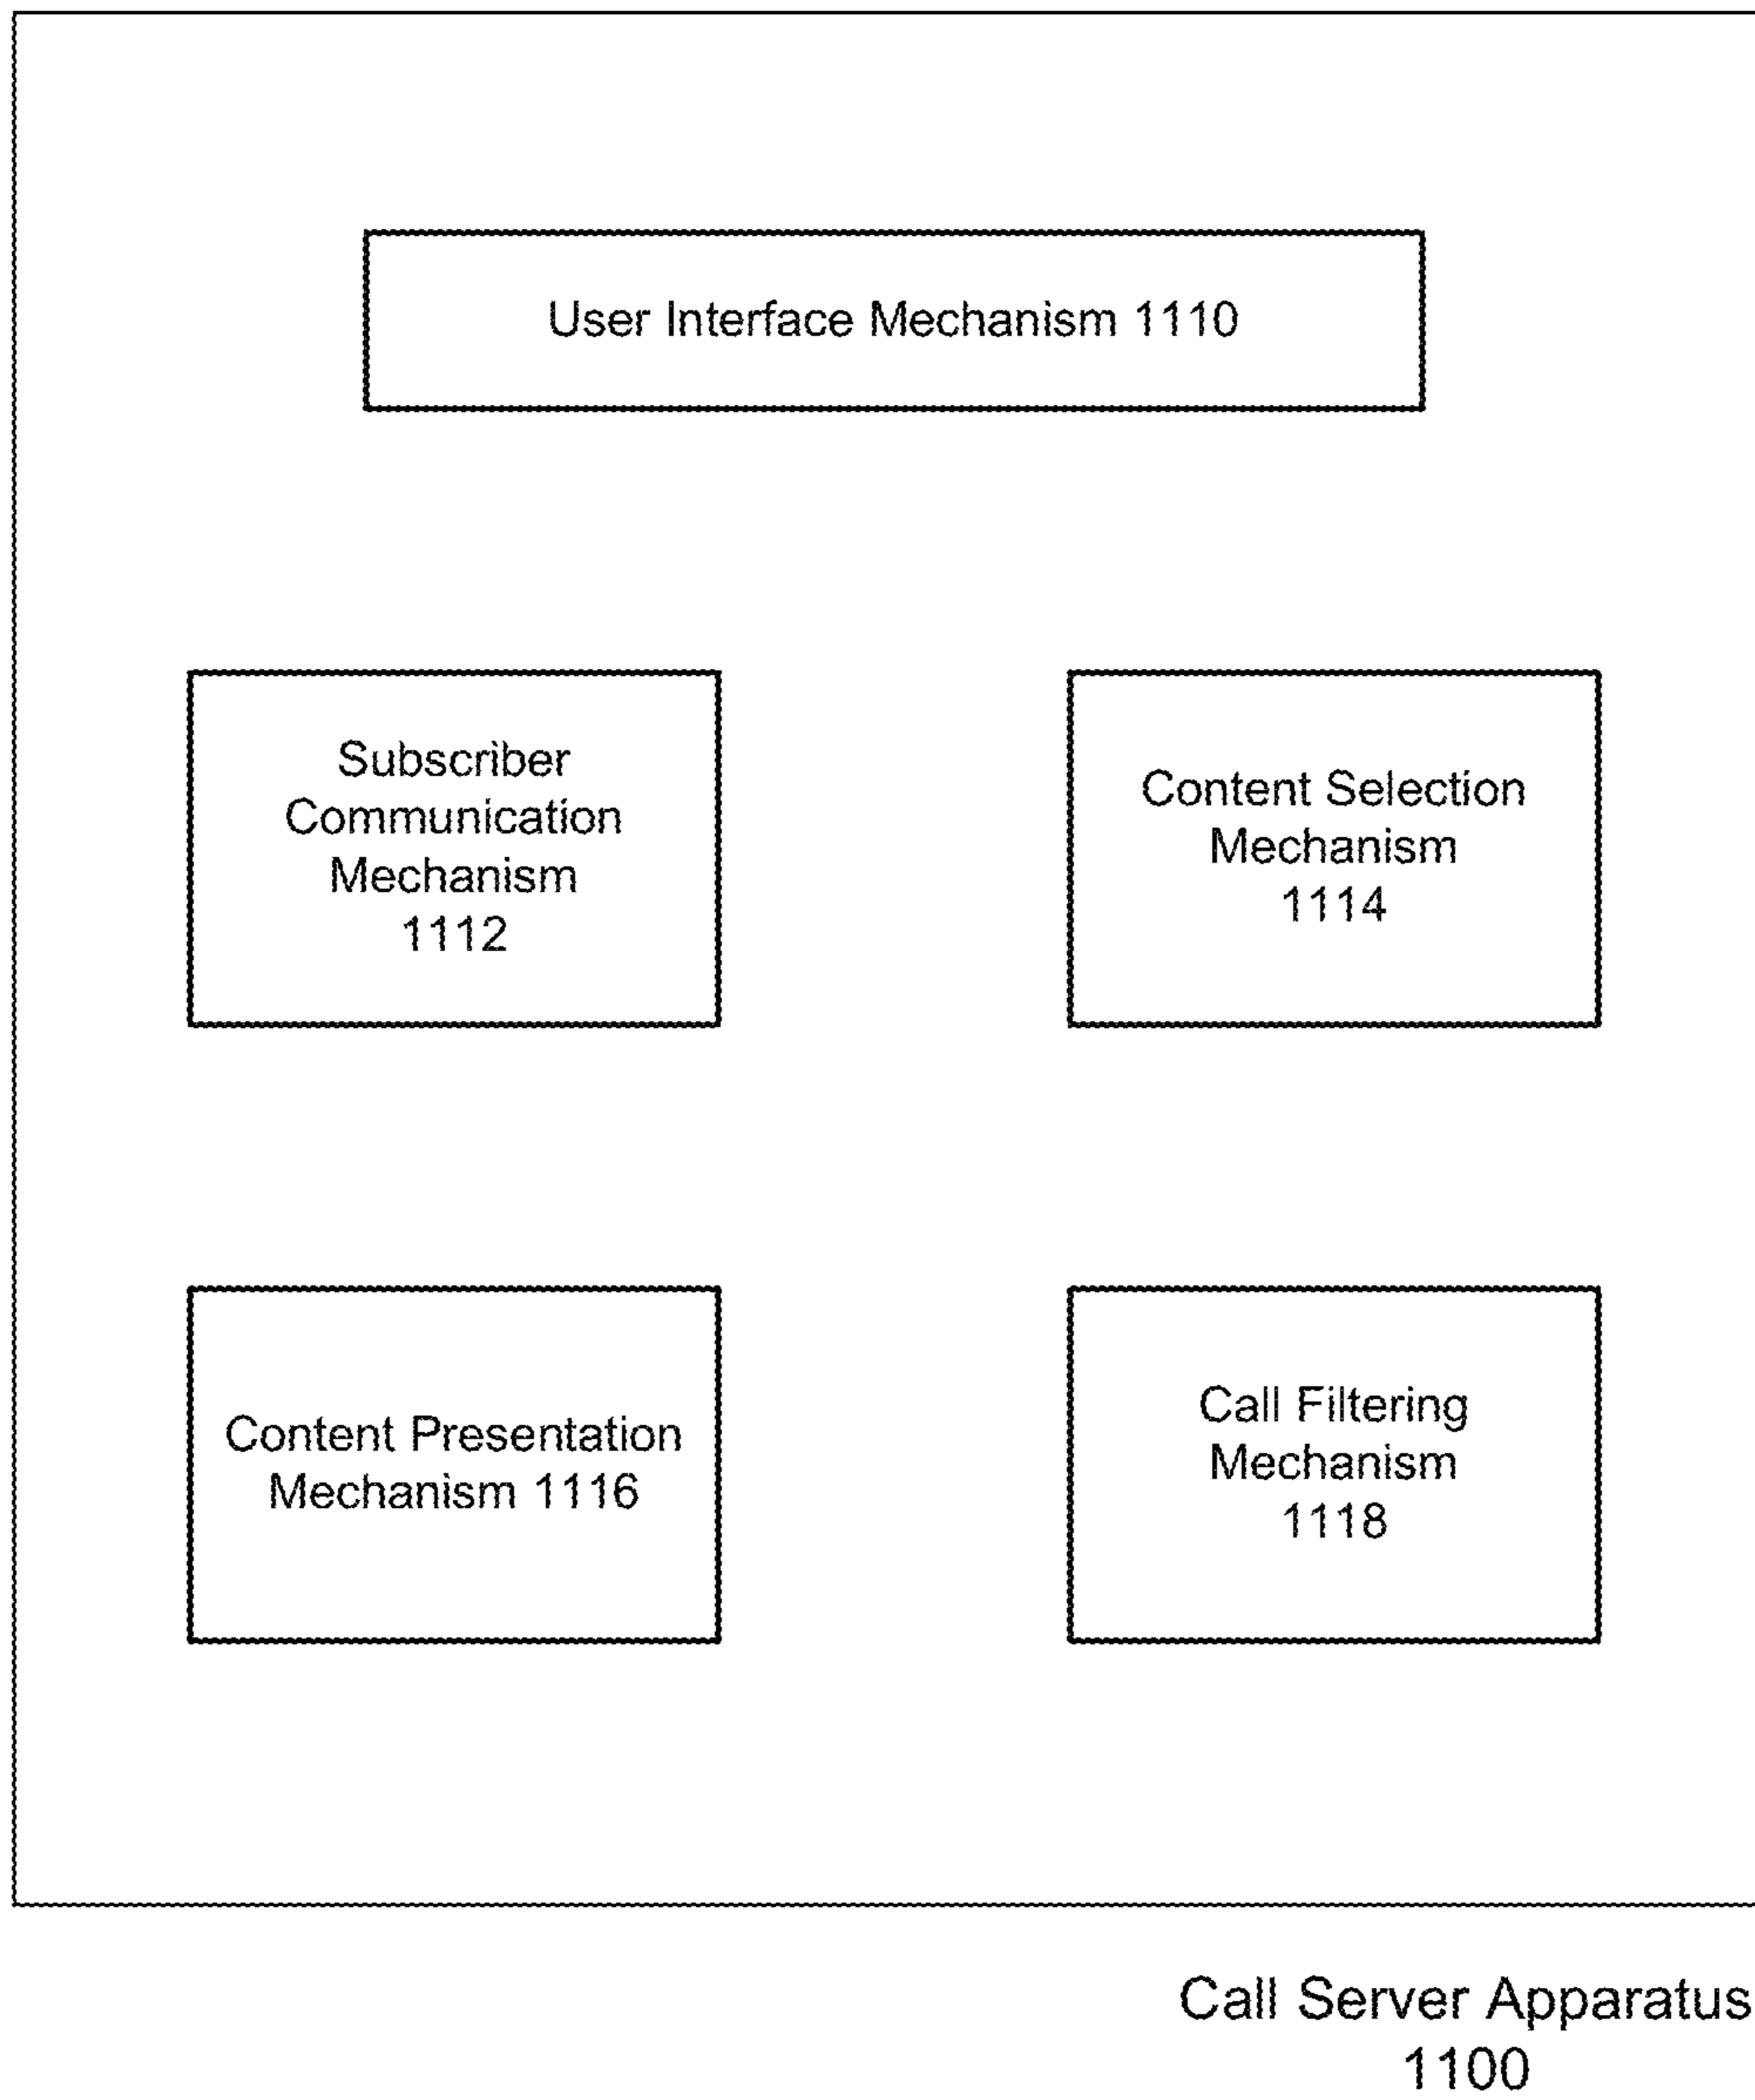 User Interface Mechanism 1110
Subscriber
Communication
Mechanism
1112
Content Selection
Mechanism
1114
Content Presentation
Mechanism 1116
Call Filtering
Mechanism
1118
Call Server Apparatus
1100